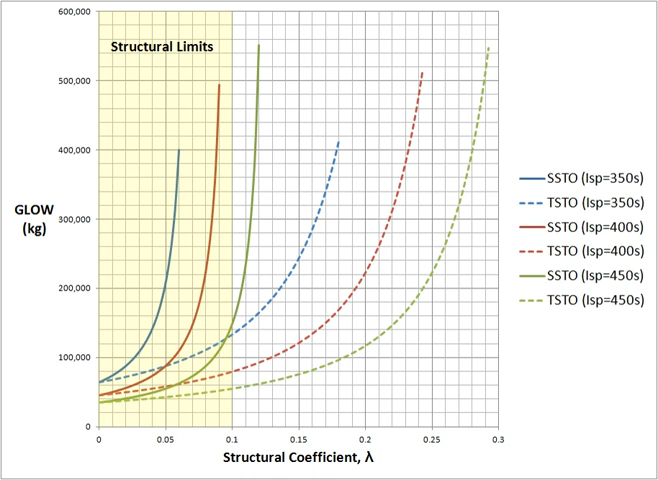 600,000
Structural Limits
500,000
400,000
300,000
200,000
100,000
0
GLOW
(kg)
0 0.05 0.1 0.15 0.2 0.25 0.3
Structural Coefficient, λ
SSTO (Isp=350s)
TSTO (Isp=350s)
SSTO (Isp=400s)
TSTO (Isp=400s)
SSTO (Isp=450s)
TSTO (Isp=450s)